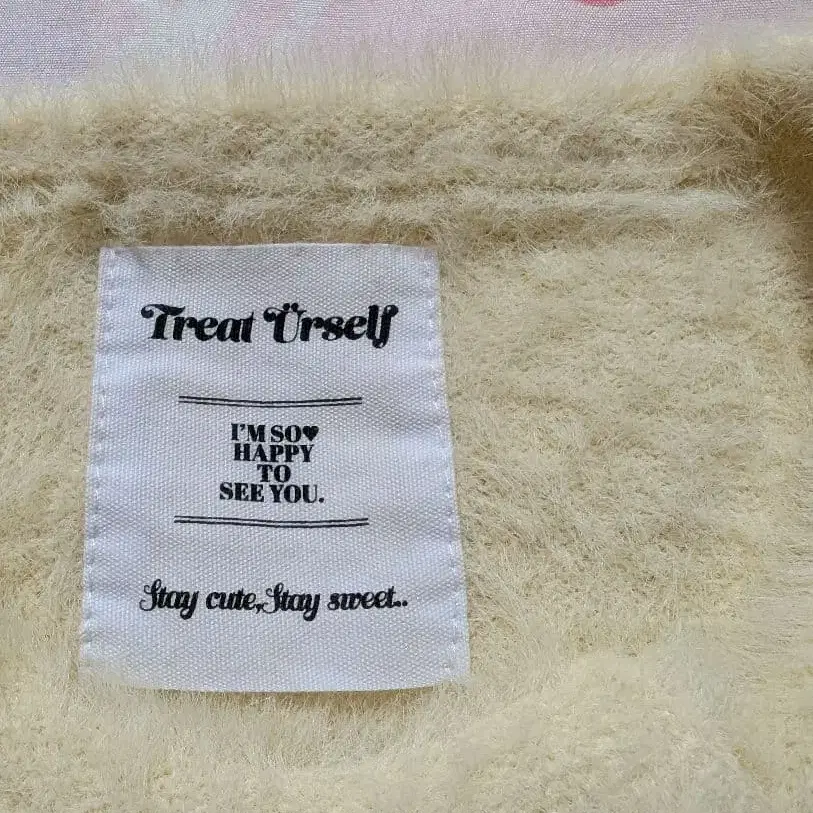 Treat Ürself
I'M SO♥
HAPPY
TO
SEE YOU.
Stay cute,Stay sweet..